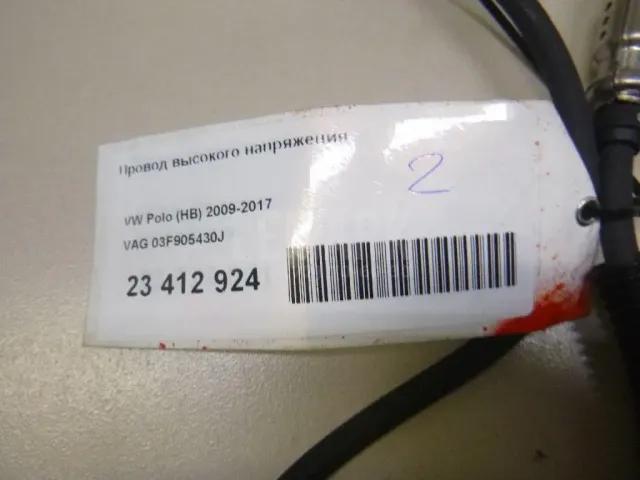 Провод высокого напряжения
2
VW Polo (HB) 2009-2017
VAG 03F905430J
23 412 924